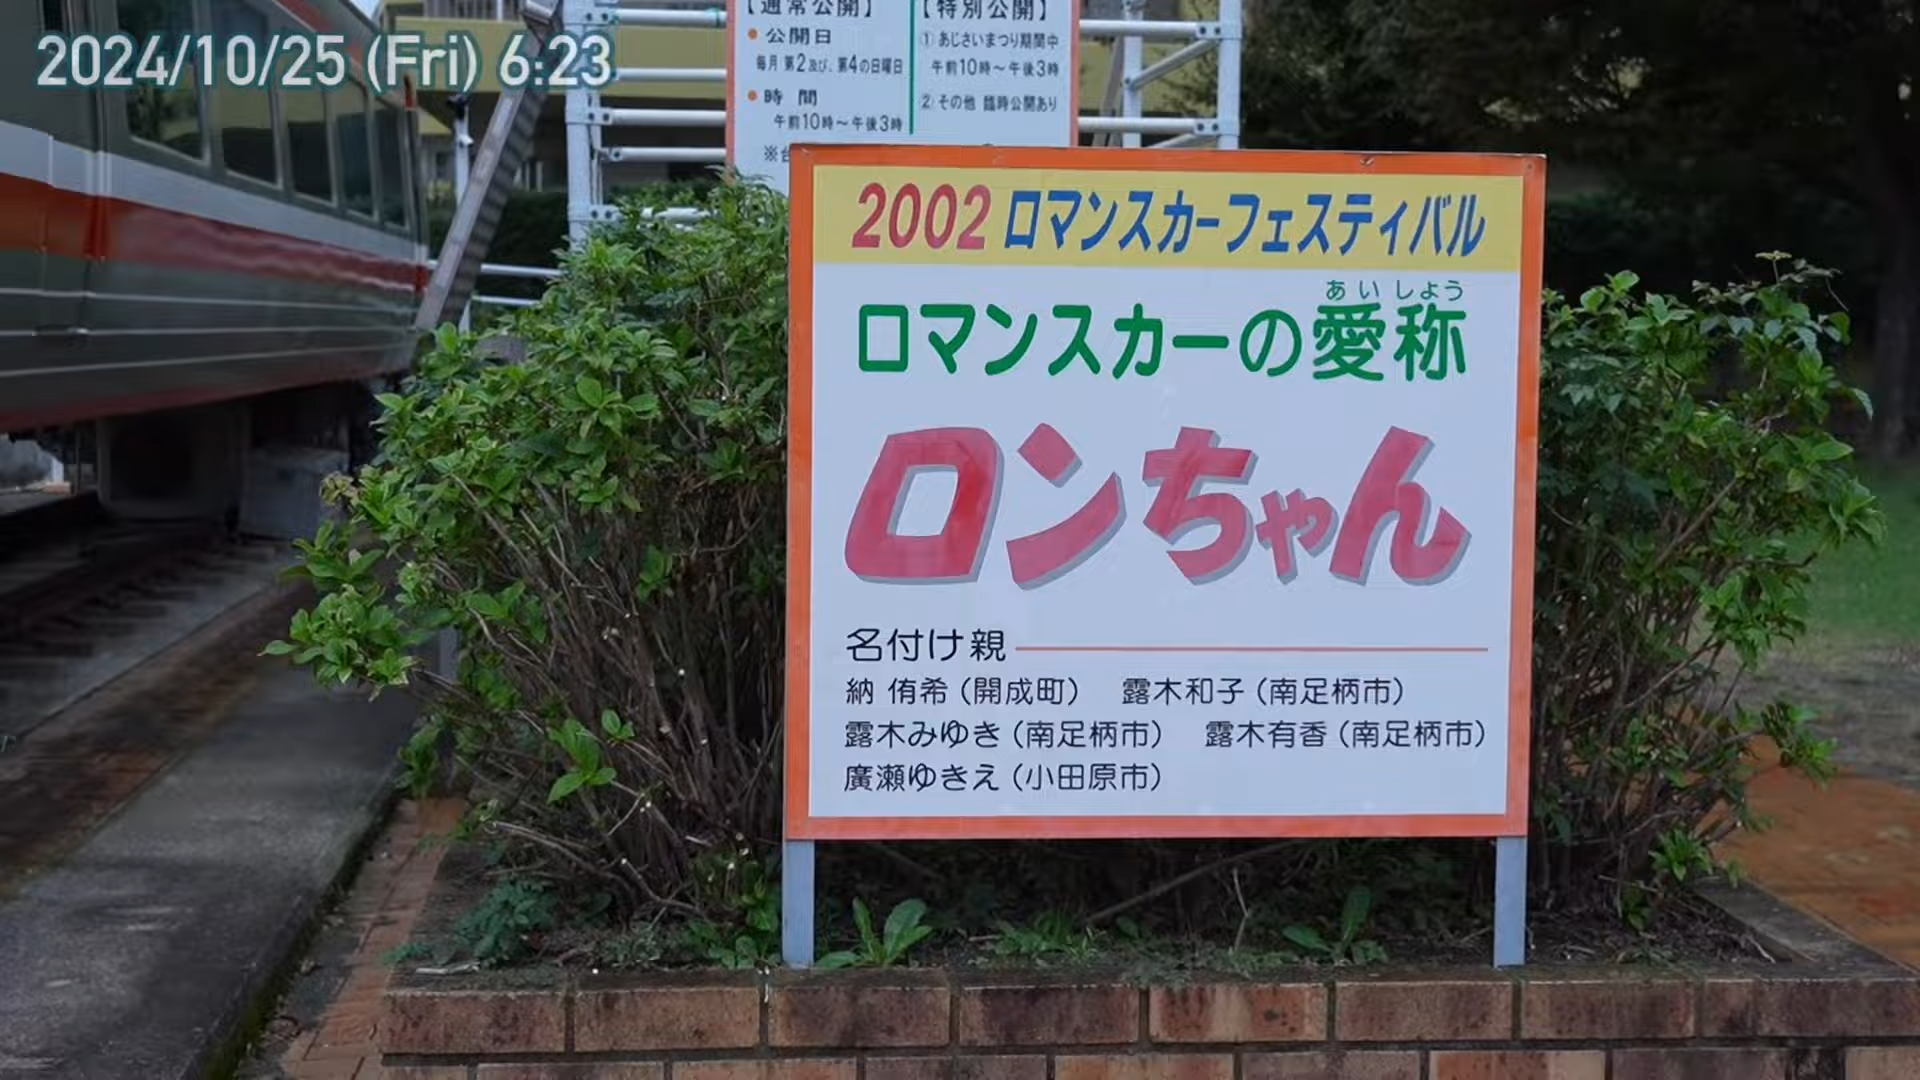 2024/10/25 (Fri) 6:23
【通常公開】
● 公開日
毎月 第2及び、第4の日曜日
● 時 間
午前10時～午後3時
【特別公開】
① あじさいまつり期間中
午前10時～午後3時
② その他 臨時公開あり
2002 ロマンスカーフェスティバル
あいしょう
ロマンスカーの愛称
ロンちゃん
名付け親
納 侑希(開成町) 露木和子(南足柄市)
露木みゆき(南足柄市) 露木有香(南足柄市)
廣瀬ゆきえ(小田原市)